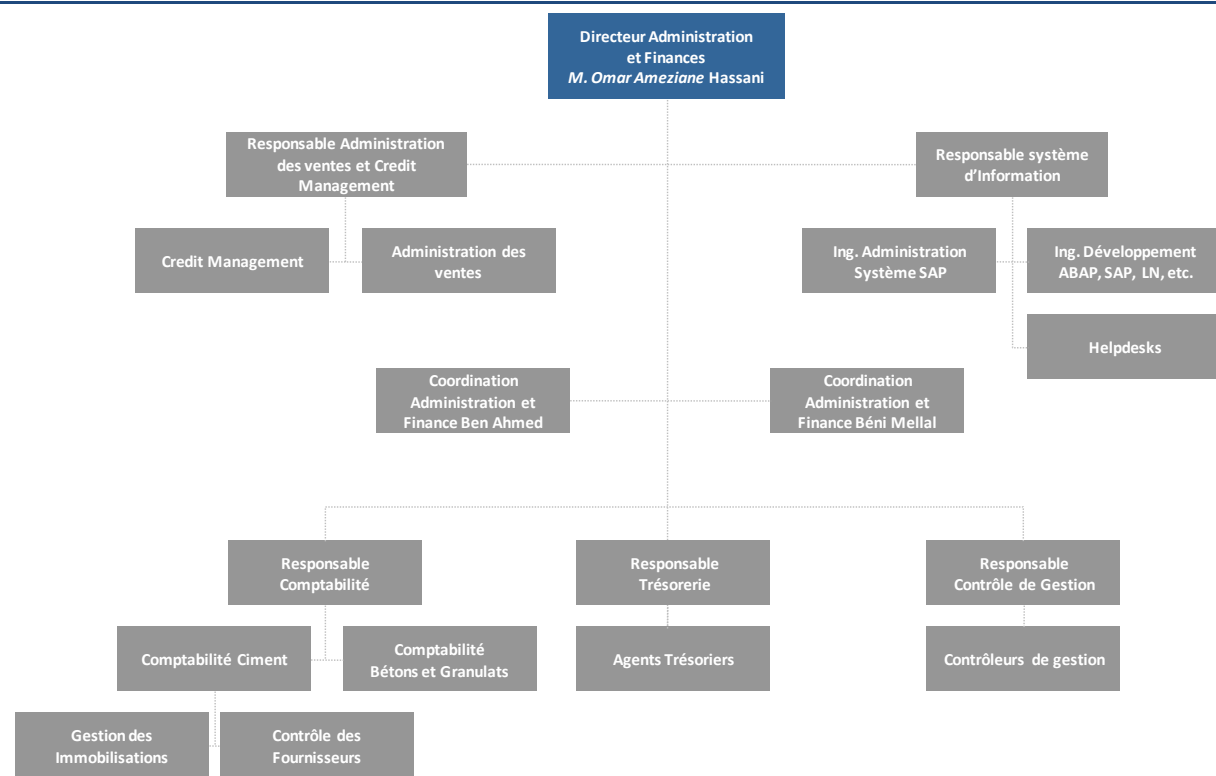 Directeur Administration
et Finances
M. Omar Ameziane Hassani
Responsable Administration
des ventes et Credit
Management
Responsable système
d’Information
Credit Management
Administration des
ventes
Ing. Administration
Système SAP
Ing. Développement
ABAP, SAP, LN, etc.
Helpdesks
Coordination
Administration et
Finance Ben Ahmed
Coordination
Administration et
Finance Béni Mellal
Responsable
Comptabilité
Responsable
Trésorerie
Responsable
Contrôle de Gestion
Comptabilité Ciment
Comptabilité
Bétons et Granulats
Agents Trésoriers
Contrôleurs de gestion
Gestion des
Immobilisations
Contrôle des
Fournisseurs